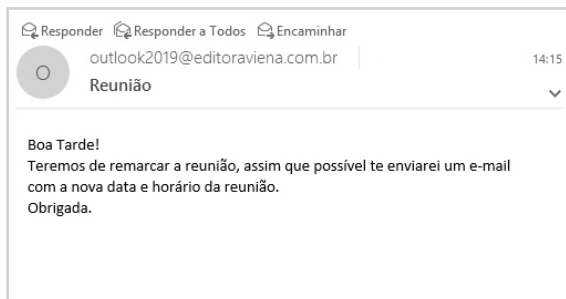 Responder Responder a Todos Encaminhar
outlook2019@editoraviena.com.br 14:15
O
Reunião
Boa Tarde!
Teremos de remarcar a reunião, assim que possível te enviarei um e-mail
com a nova data e horário da reunião.
Obrigada.